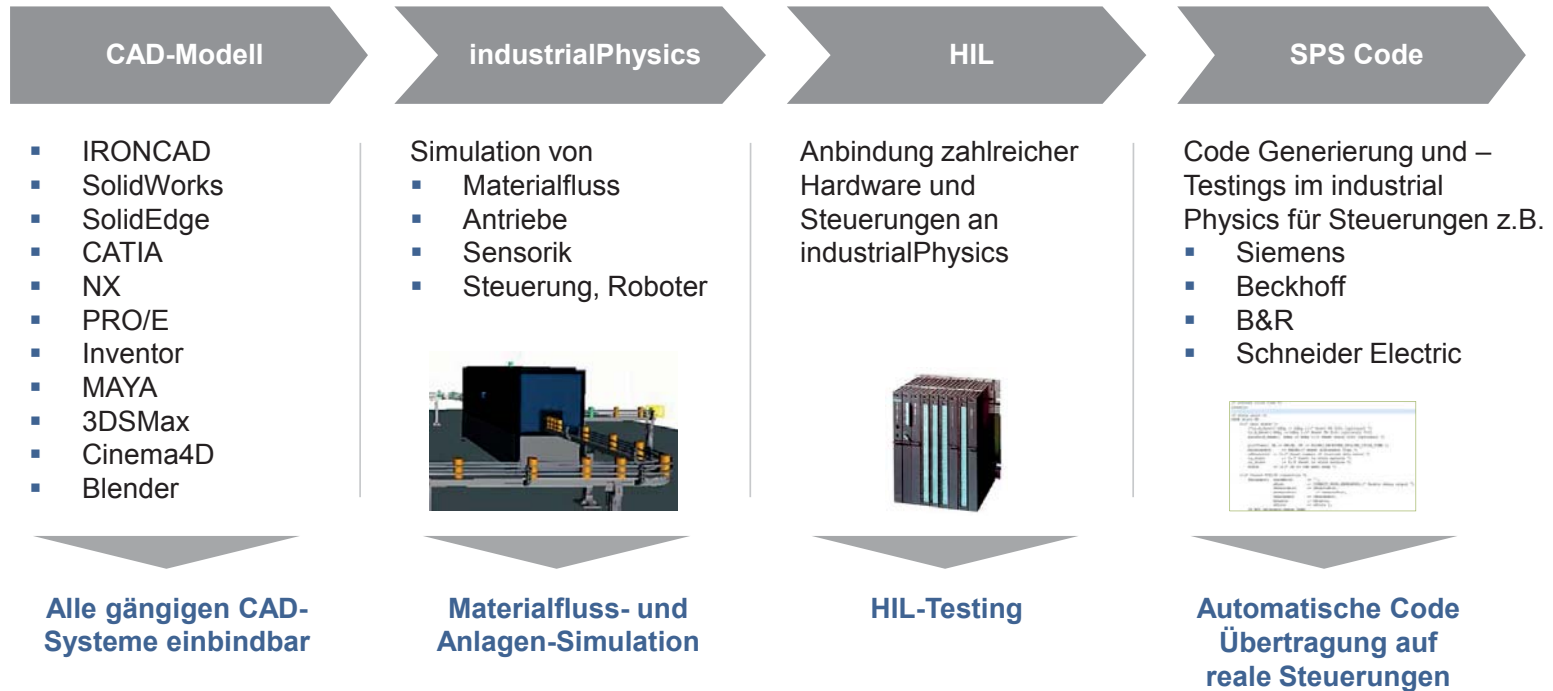 CAD-Modell
industrialPhysics
HIL
SPS Code
▪ IRONCAD
▪ SolidWorks
▪ SolidEdge
▪ CATIA
▪ NX
▪ PRO/E
▪ Inventor
▪ MAYA
▪ 3DSMax
▪ Cinema4D
▪ Blender
Alle gängigen CAD-
Systeme einbindbar
Simulation von
▪ Materialfluss
▪ Antriebe
▪ Sensorik
▪ Steuerung, Roboter
Materialfluss- und
Anlagen-Simulation
Anbindung zahlreicher
Hardware und
Steuerungen an
industrialPhysics
HIL-Testing
Code Generierung und –
Testings im industrial
Physics für Steuerungen z.B.
▪ Siemens
▪ Beckhoff
▪ B&R
▪ Schneider Electric
Automatische Code
Übertragung auf
reale Steuerungen